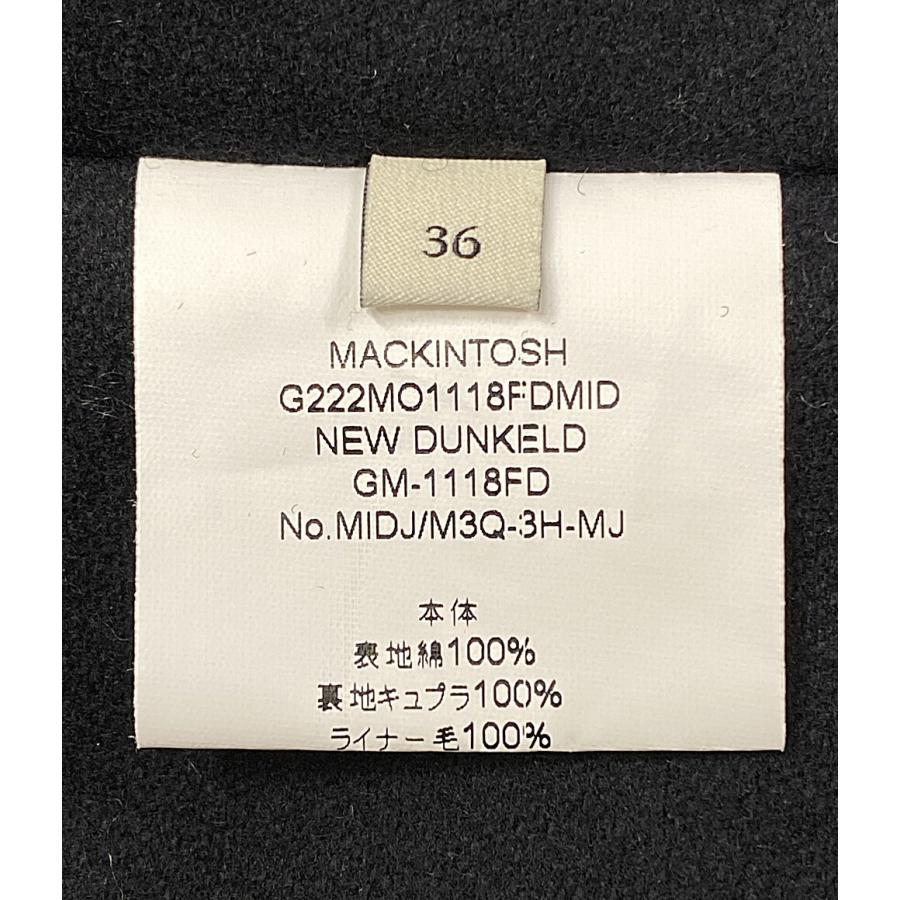 36
MACKINTOSH
G222MO1118FDMID
NEW DUNKELD
GM-1118FD
No.MIDJ/M3Q-3H-MJ
本体
表地綿100%
裏地キュプラ100%
ライナー毛100%